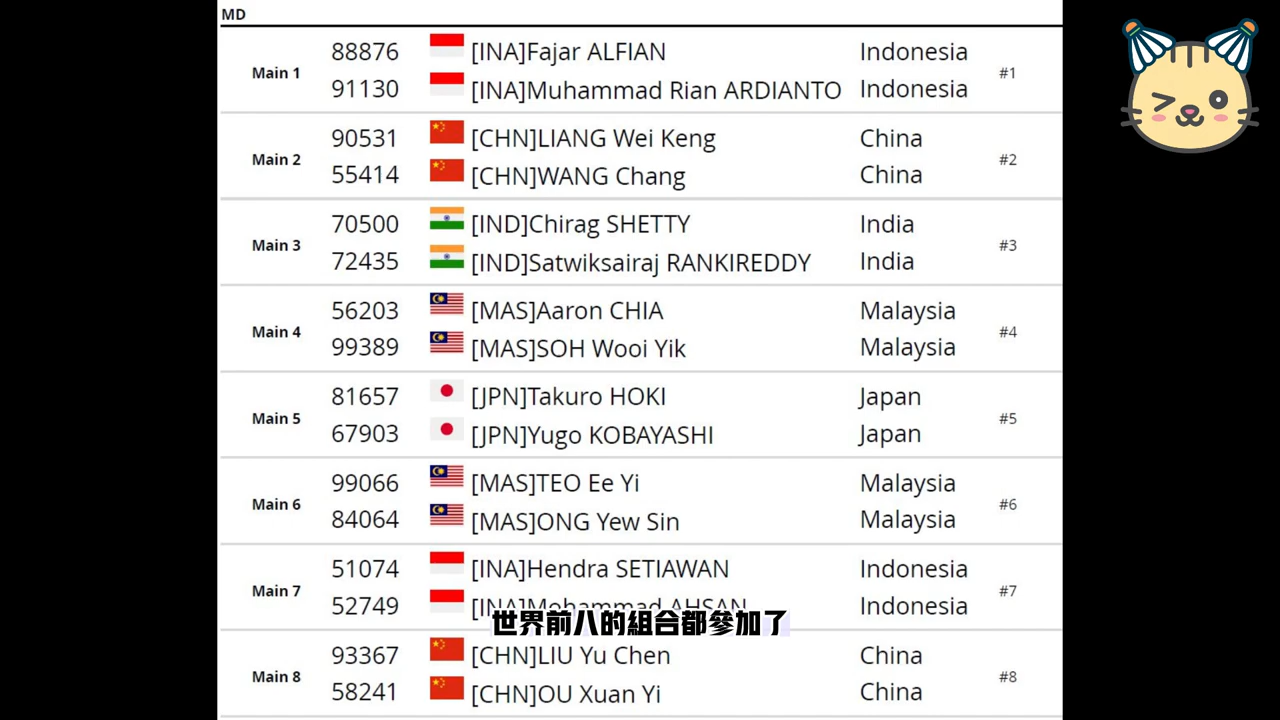 MD
Main 1 88876 [INA]Fajar ALFIAN Indonesia #1
91130 [INA]Muhammad Rian ARDIANTO Indonesia
Main 2 90531 [CHN]LIANG Wei Keng China #2
55414 [CHN]WANG Chang China
Main 3 70500 [IND]Chirag SHETTY India #3
72435 [IND]Satwiksairaj RANKIREDDY India
Main 4 56203 [MAS]Aaron CHIA Malaysia #4
99389 [MAS]SOH Wooi Yik Malaysia
Main 5 81657 [JPN]Takuro HOKI Japan #5
67903 [JPN]Yugo KOBAYASHI Japan
Main 6 99066 [MAS]TEO Ee Yi Malaysia #6
84064 [MAS]ONG Yew Sin Malaysia
Main 7 51074 [INA]Hendra SETIAWAN Indonesia #7
52749 [INA]Mohammad AHSAN Indonesia
世界前八的組合都參加了
Main 8 93367 [CHN]LIU Yu Chen China #8
58241 [CHN]OU Xuan Yi China